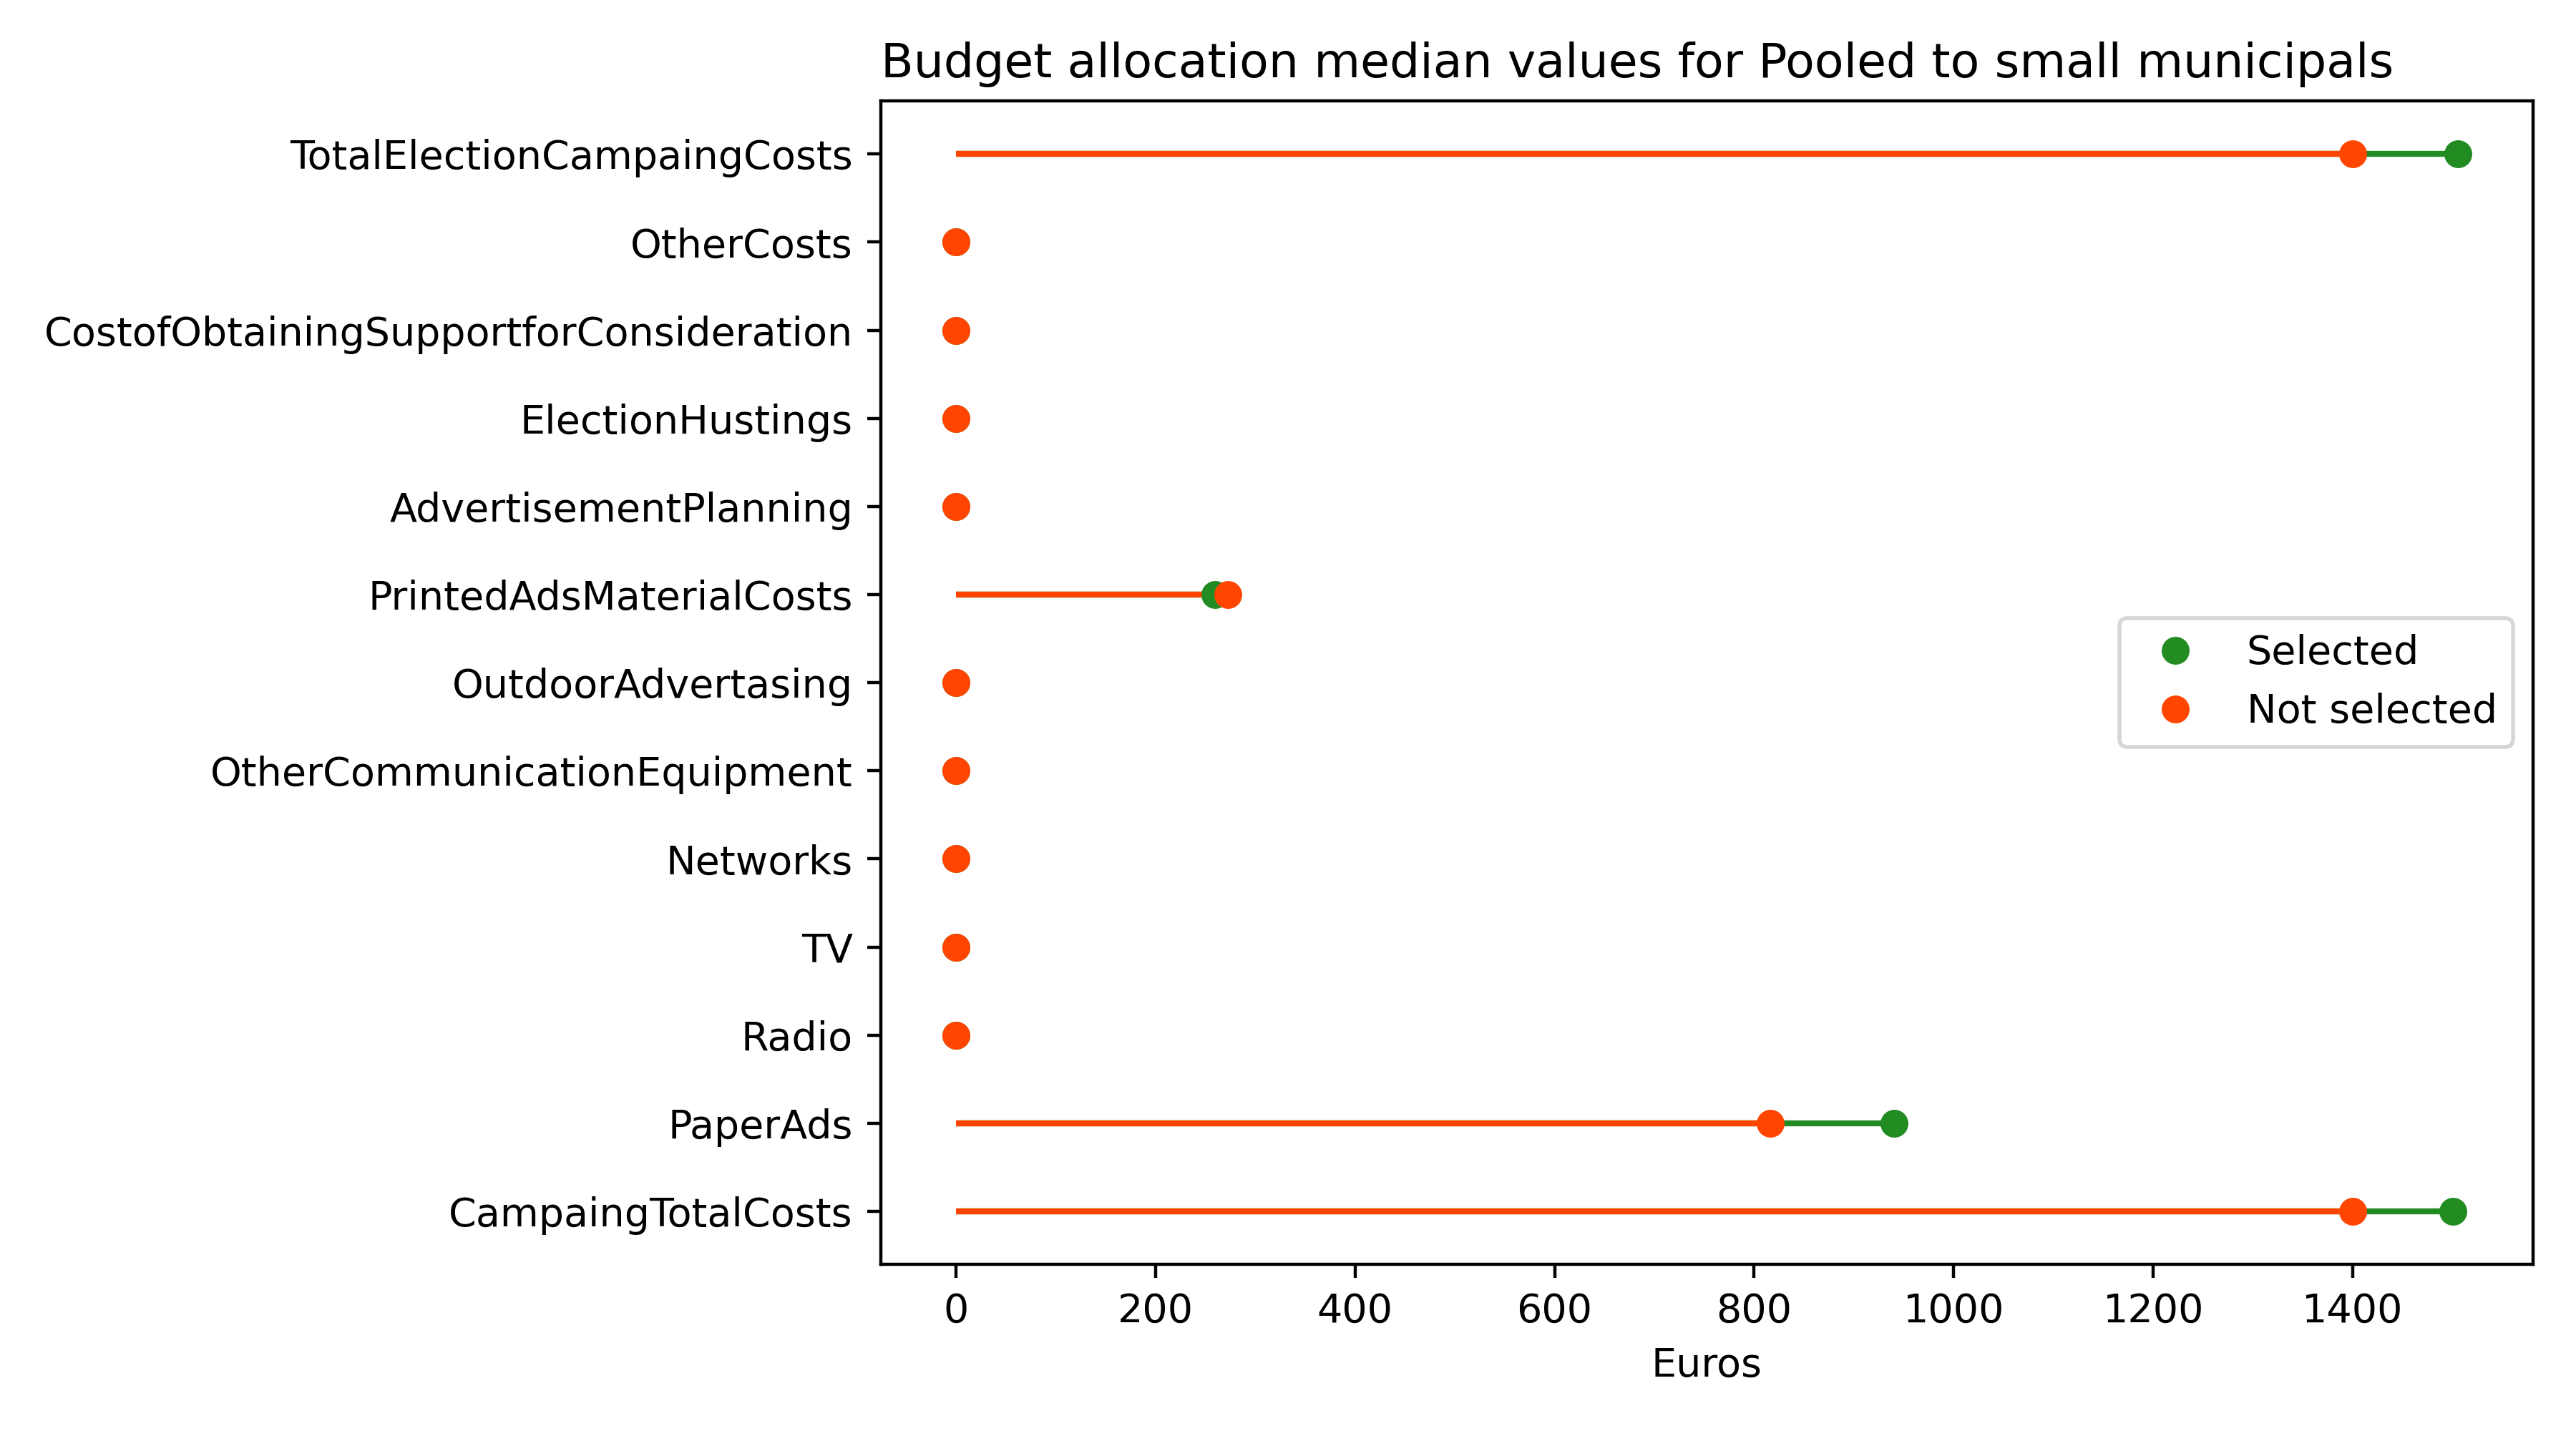 Budget allocation median values for Pooled to small municipals
TotalElectionCampaingCosts
OtherCosts
CostofObtainingSupportforConsideration
ElectionHustings
AdvertisementPlanning
PrintedAdsMaterialCosts
OutdoorAdvertasing
OtherCommunicationEquipment
Networks
TV
Radio
PaperAds
CampaingTotalCosts
Selected
Not selected
0 200 400 600 800 1000 1200 1400
Euros